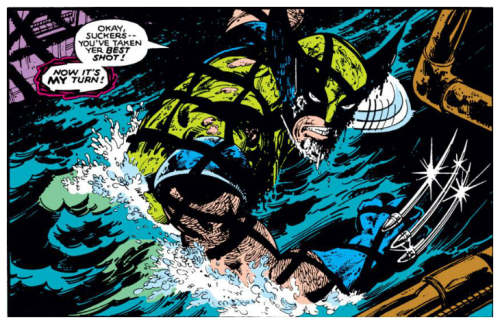 OKAY,
SUCKERS--
YOU'VE TAKEN
YER BEST
SHOT!
NOW IT'S
MY TURN!